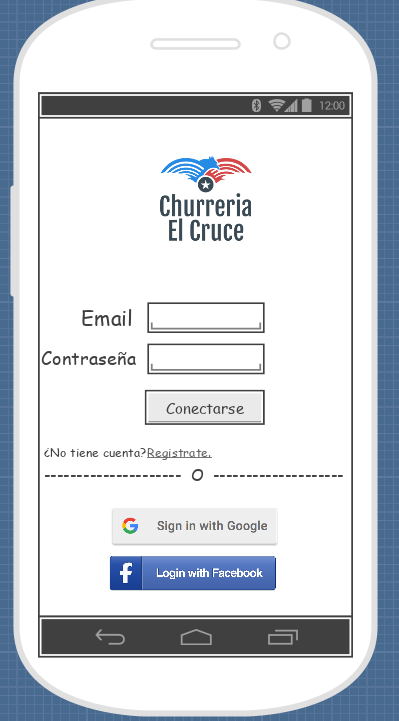 12:00
Churreria
El Cruce
Email
Contraseña
Conectarse
¿No tiene cuenta?Registrate.
O
Sign in with Google
f Login with Facebook